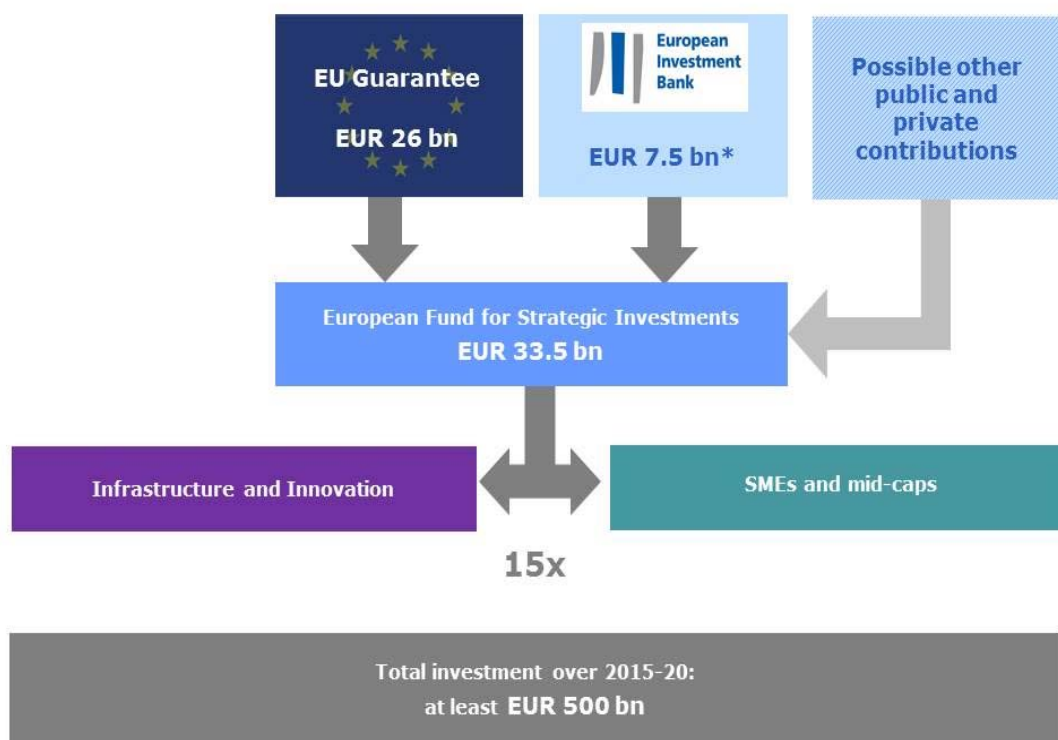 EU Guarantee
EUR 26 bn
European
Investment
Bank
EUR 7.5 bn*
Possible other
public and
private
contributions
European Fund for Strategic Investments
EUR 33.5 bn
Infrastructure and Innovation
SMEs and mid-caps
15x
Total investment over 2015-20:
at least EUR 500 bn